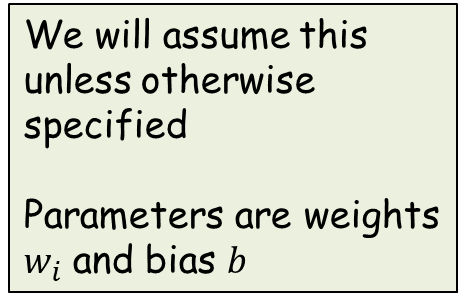 We will assume this
unless otherwise
specified
Parameters are weights
𝑤ᵢ and bias 𝑏